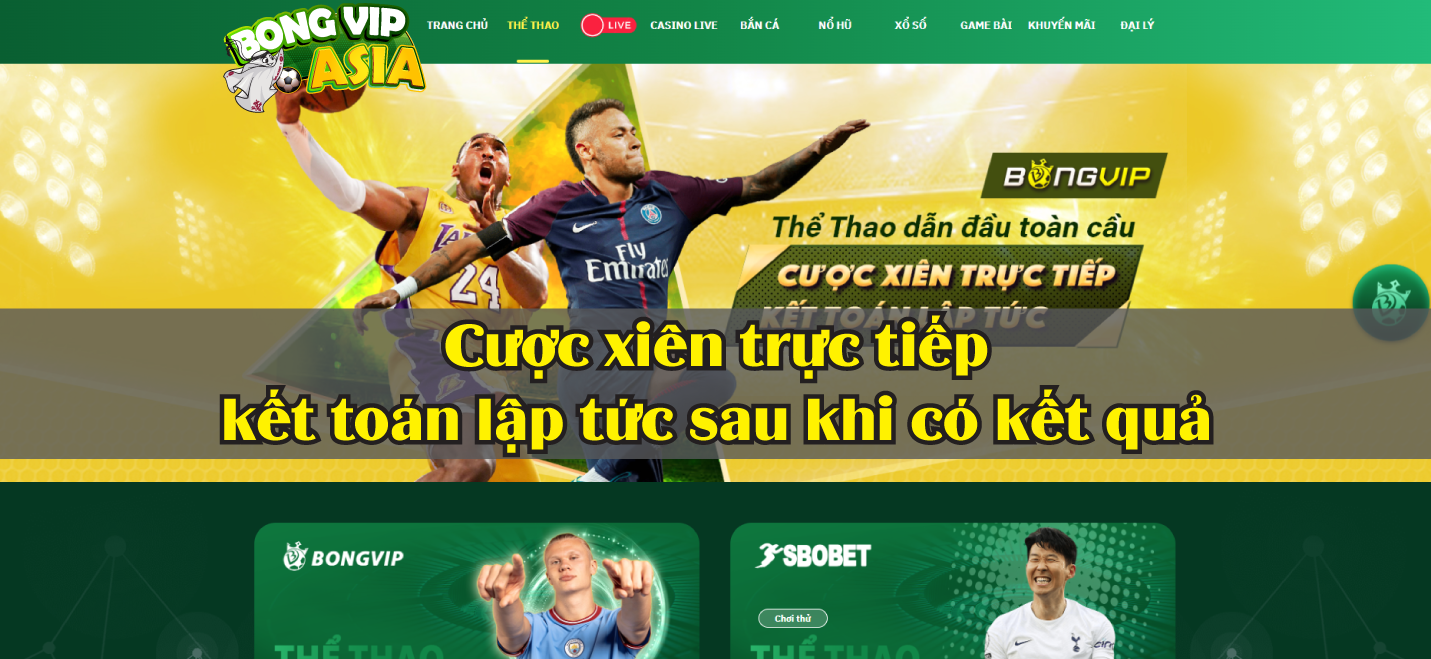 BONG VIP
ASIA
TRANG CHỦ
THỂ THAO
LIVE
CASINO LIVE
BẮN CÁ
NỔ HŨ
XỔ SỐ
GAME BÀI
KHUYẾN MÃI
ĐẠI LÝ
BONGVIP
Thể Thao dẫn đầu toàn cầu
CƯỢC XIÊN TRỰC TIẾP
KẾT TOÁN LẬP TỨC
24
Fly
Emirates
Cược xiên trực tiếp
kết toán lập tức sau khi có kết quả
BONGVIP
THỂ THAO
SBOBET
Chơi thử
THỂ THAO